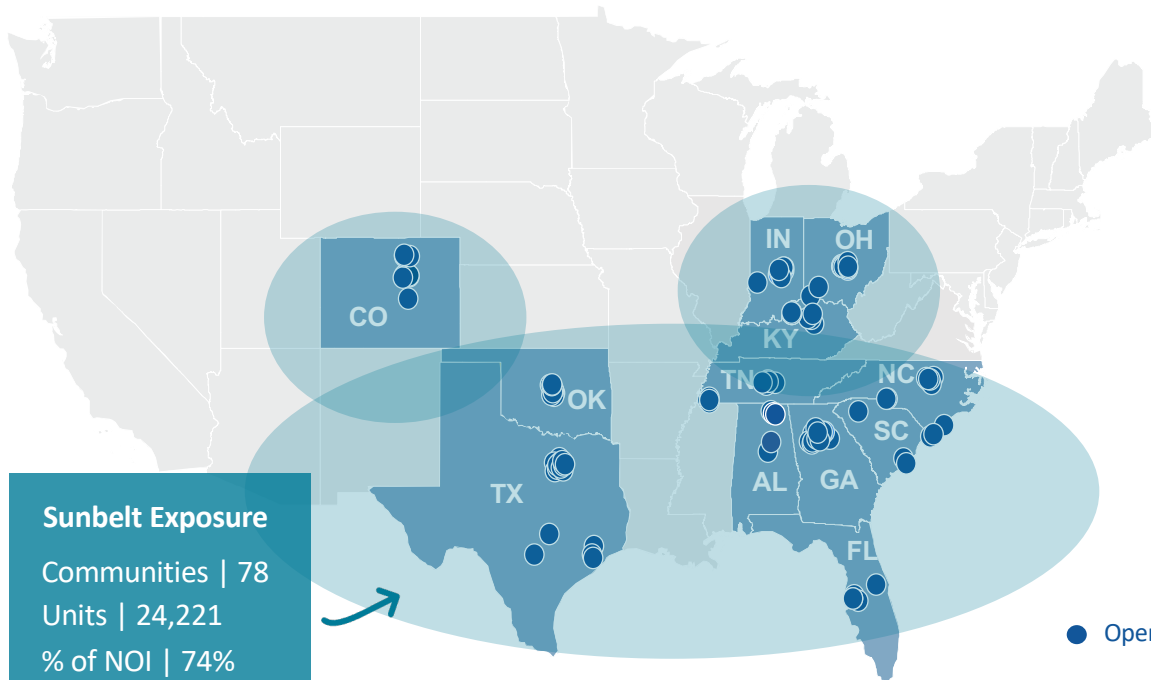 IN
OH
CO
KY
TN
NC
OK
SC
TX
AL
GA
FL
Sunbelt Exposure
Communities | 78
Units | 24,221
% of NOI | 74%
Oper